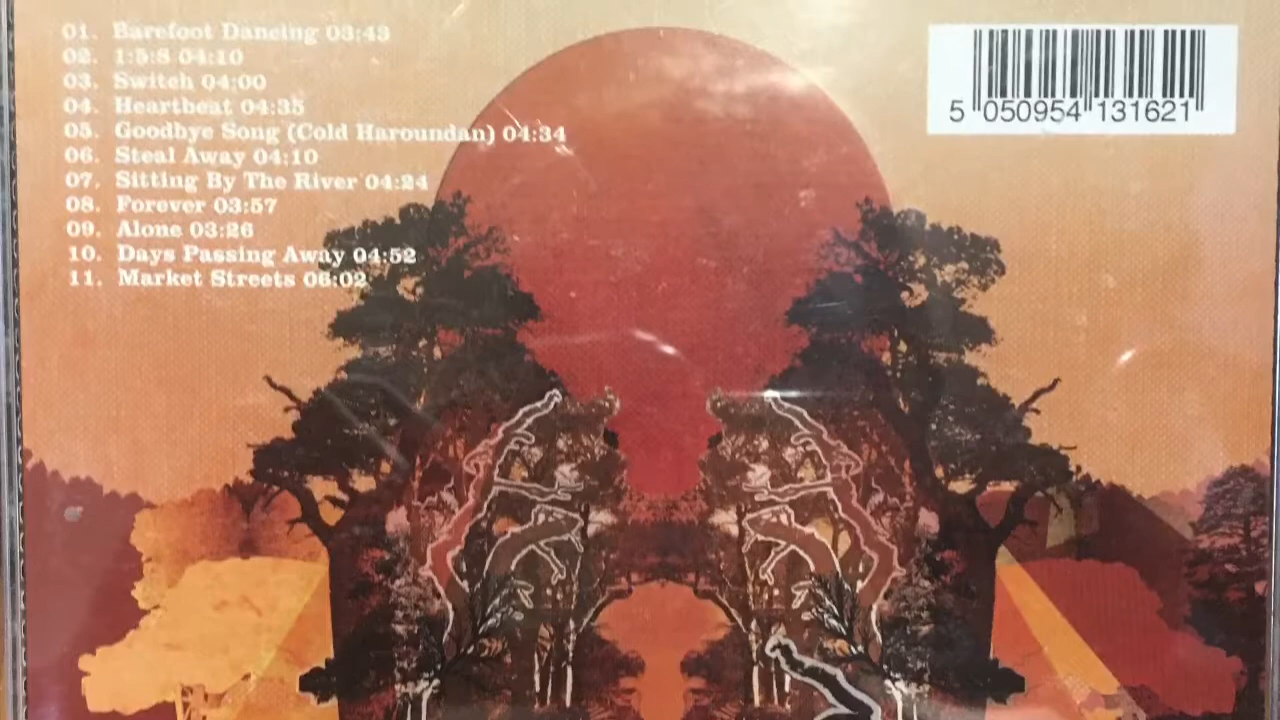 01. Barefoot Dancing 03:43
02. 1:5:8 04:10
03. Switch 04:00
04. Heartbeat 04:35
05. Goodbye Song (Cold Haroundan) 04:34
06. Steal Away 04:10
07. Sitting By The River 04:24
08. Forever 03:57
09. Alone 03:26
10. Days Passing Away 04:52
11. Market Streets 06:02
5 050954 131621